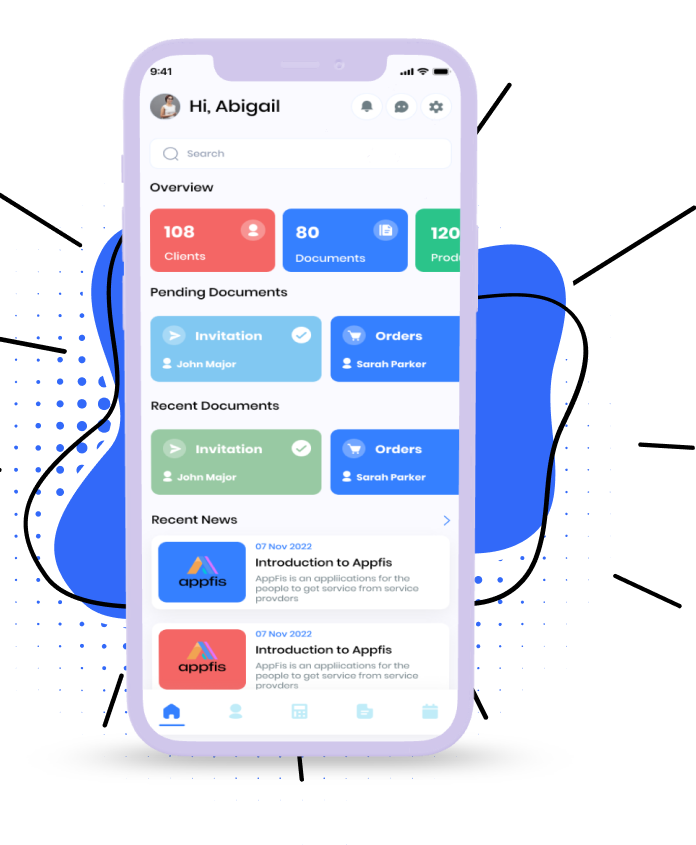 9:41
Hi, Abigail
Search
Overview
108
Clients
80
Documents
120
Pending Documents
Invitation
John Major
Orders
Sarah Parker
Recent Documents
Invitation
John Major
Orders
Sarah Parker
Recent News
appfis
07 Nov 2022
Introduction to Appfis
AppFis is an appliications for the
people to get service from service
provders
appfis
07 Nov 2022
Introduction to Appfis
AppFis is an appliications for the
people to get service from service
provders